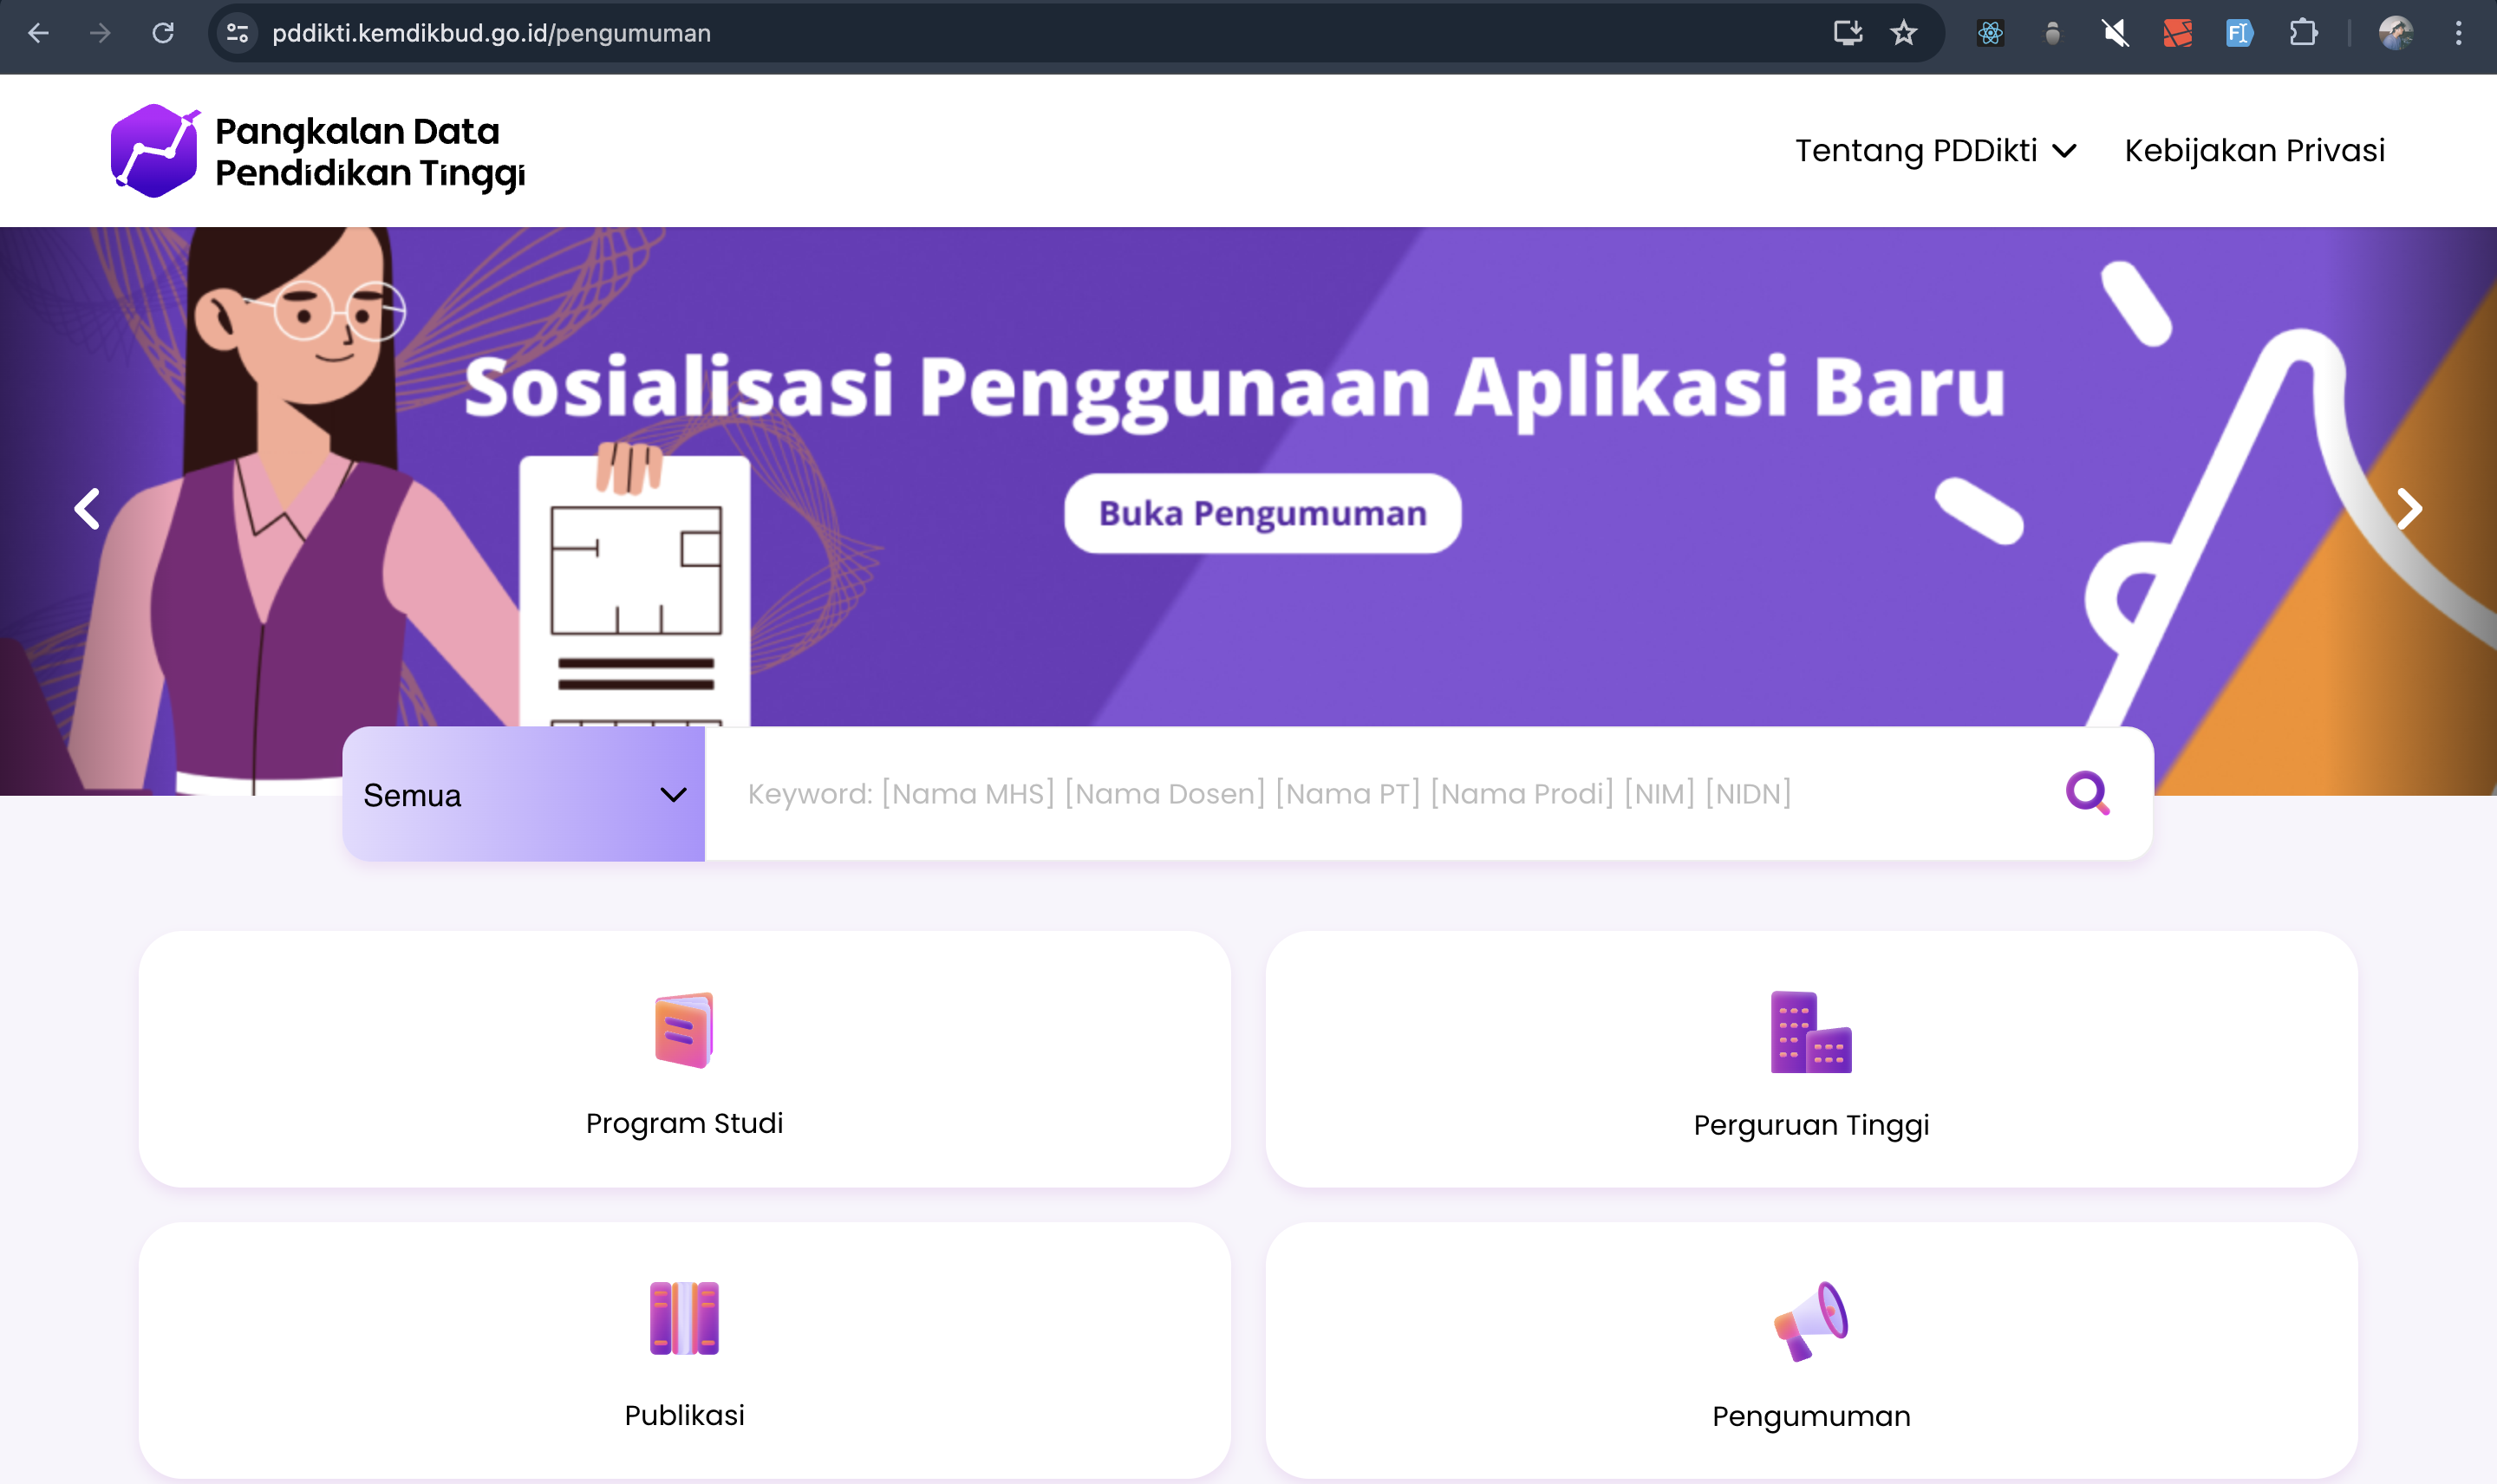 pddikti.kemdikbud.go.id/pengumuman
Pangkalan Data
Pendidikan Tinggi
Tentang PDDikti
Kebijakan Privasi
Sosialisasi Penggunaan Aplikasi Baru
Buka Pengumuman
Semua
Keyword: [Nama MHS] [Nama Dosen] [Nama PT] [Nama Prodi] [NIM] [NIDN]
Program Studi
Perguruan Tinggi
Publikasi
Pengumuman